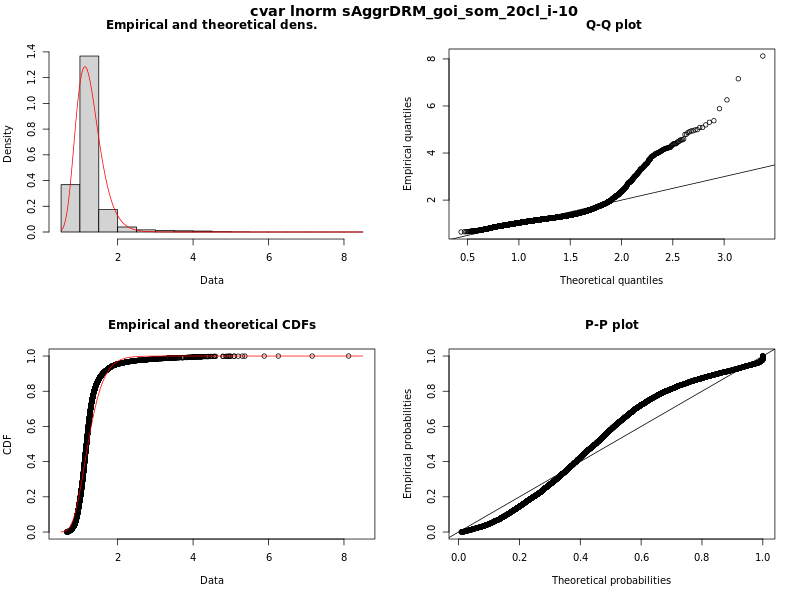 cvar lnorm sAggrDRM_goi_som_20cl_i-10
Empirical and theoretical dens.
Density
0.0 0.2 0.4 0.6 0.8 1.0 1.2 1.4
2 4 6 8
Data
Q-Q plot
Empirical quantiles
2 4 6 8
0.5 1.0 1.5 2.0 2.5 3.0
Theoretical quantiles
Empirical and theoretical CDFs
CDF
0.0 0.2 0.4 0.6 0.8 1.0
2 4 6 8
Data
P-P plot
Empirical probabilities
0.0 0.2 0.4 0.6 0.8 1.0
0.0 0.2 0.4 0.6 0.8 1.0
Theoretical probabilities